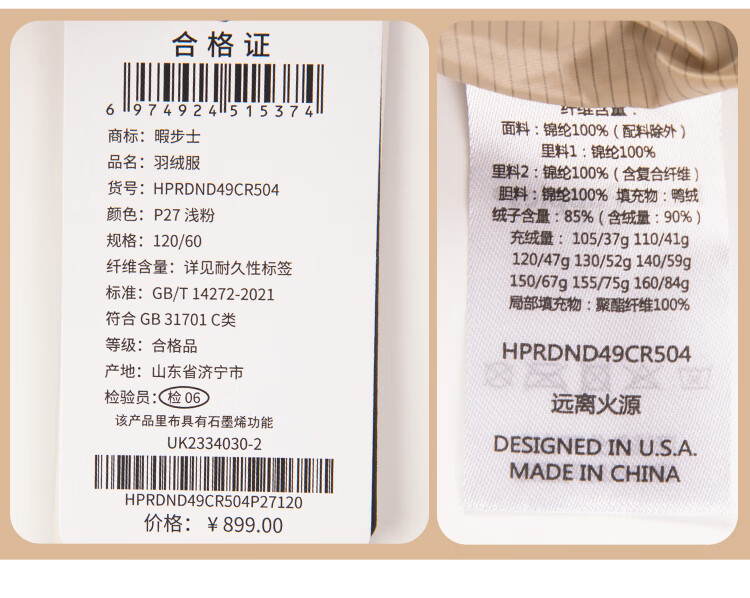 合格证
6 974924 515374
商标：暇步士
品名：羽绒服
货号：HPRDND49CR504
颜色：P27 浅粉
规格：120/60
纤维含量：详见耐久性标签
标准：GB/T 14272-2021
符合 GB 31701 C类
等级：合格品
产地：山东省济宁市
检验员：检 06
该产品里布具有石墨烯功能
UK2334030-2
HPRDND49CR504P27120
价格：￥899.00
纤维含量：
面料：锦纶100%（配料除外）
里料1：锦纶100%
里料2：锦纶100%（含复合纤维）
胆料：锦纶100% 填充物：鸭绒
绒子含量：85%（含绒量：90%）
充绒量： 105/37g 110/41g
120/47g 130/52g 140/59g
150/67g 155/75g 160/84g
局部填充物：聚酯纤维100%
HPRDND49CR504
远离火源
DESIGNED IN U.S.A.
MADE IN CHINA